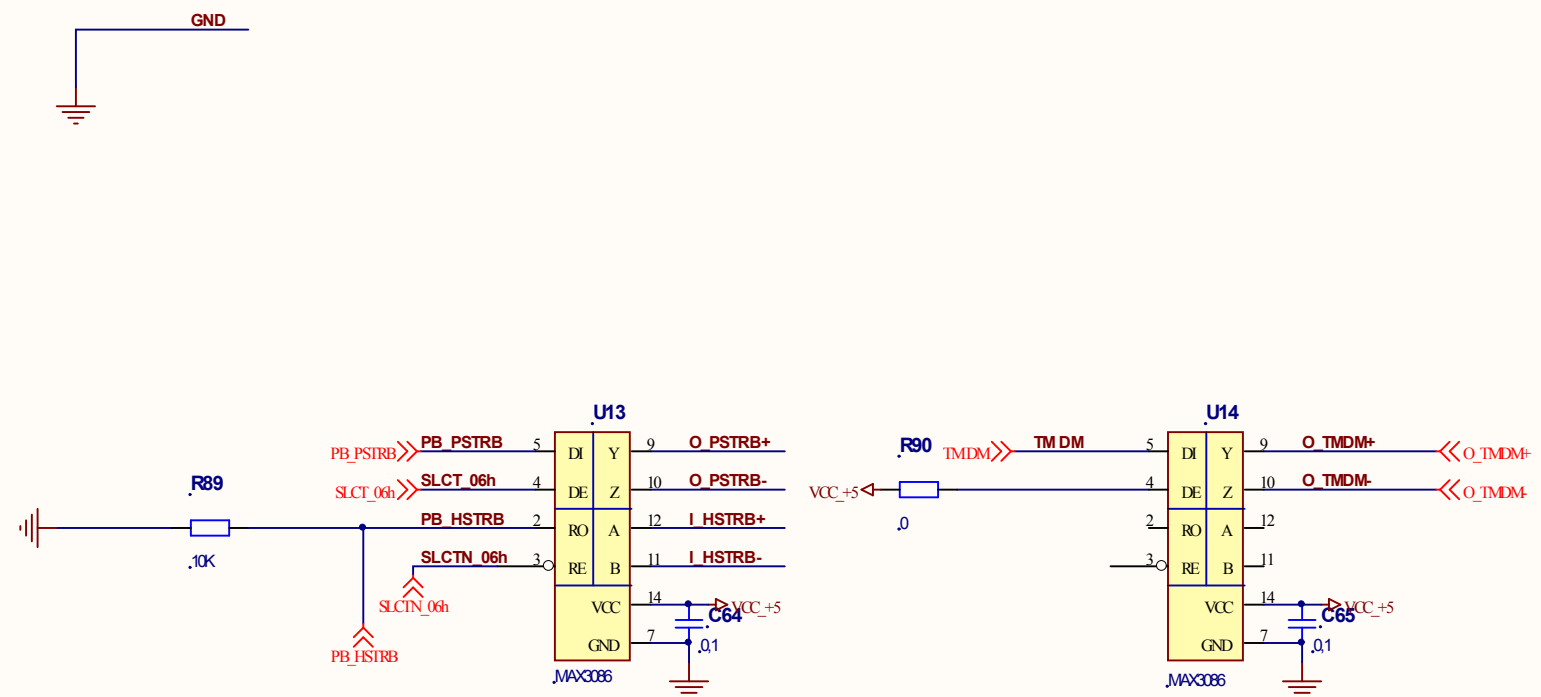 GND
U13
U14
PB_PSTRB PB_PSTRB 5 DI Y 9 O_PSTRB+
R90 TMDM TMDM 5 DI Y 9 O_TMDM+ O_TMDM+
R89 SLCT_06h SLCT_06h 4 DE Z 10 O_PSTRB-
VCC_+5 4 DE Z 10 O_TMDM- O_TMDM-
.0
PB_HSTRB 2 RO A 12 I_HSTRB+
2 RO A 12
.10K
SLCTN_06h 3 RE B 11 I_HSTRB-
3 RE B 11
SLCTN_06h
VCC 14 VCC_+5
VCC 14 VCC_+5
C64
C65
PB_HSTRB
GND 7 .0,1
GND 7 .0,1
.MAX3086
.MAX3086